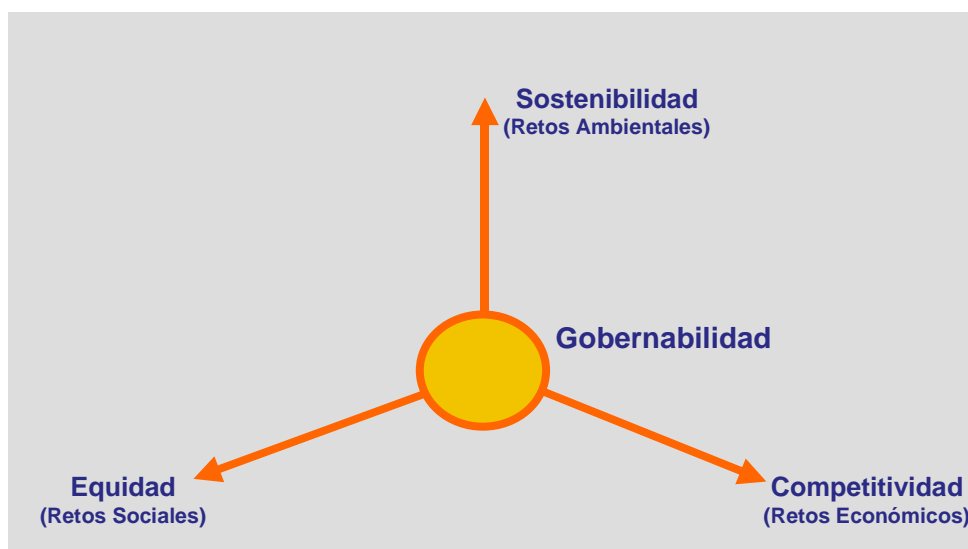 Sostenibilidad
(Retos Ambientales)
Gobernabilidad
Equidad
(Retos Sociales)
Competitividad
(Retos Económicos)